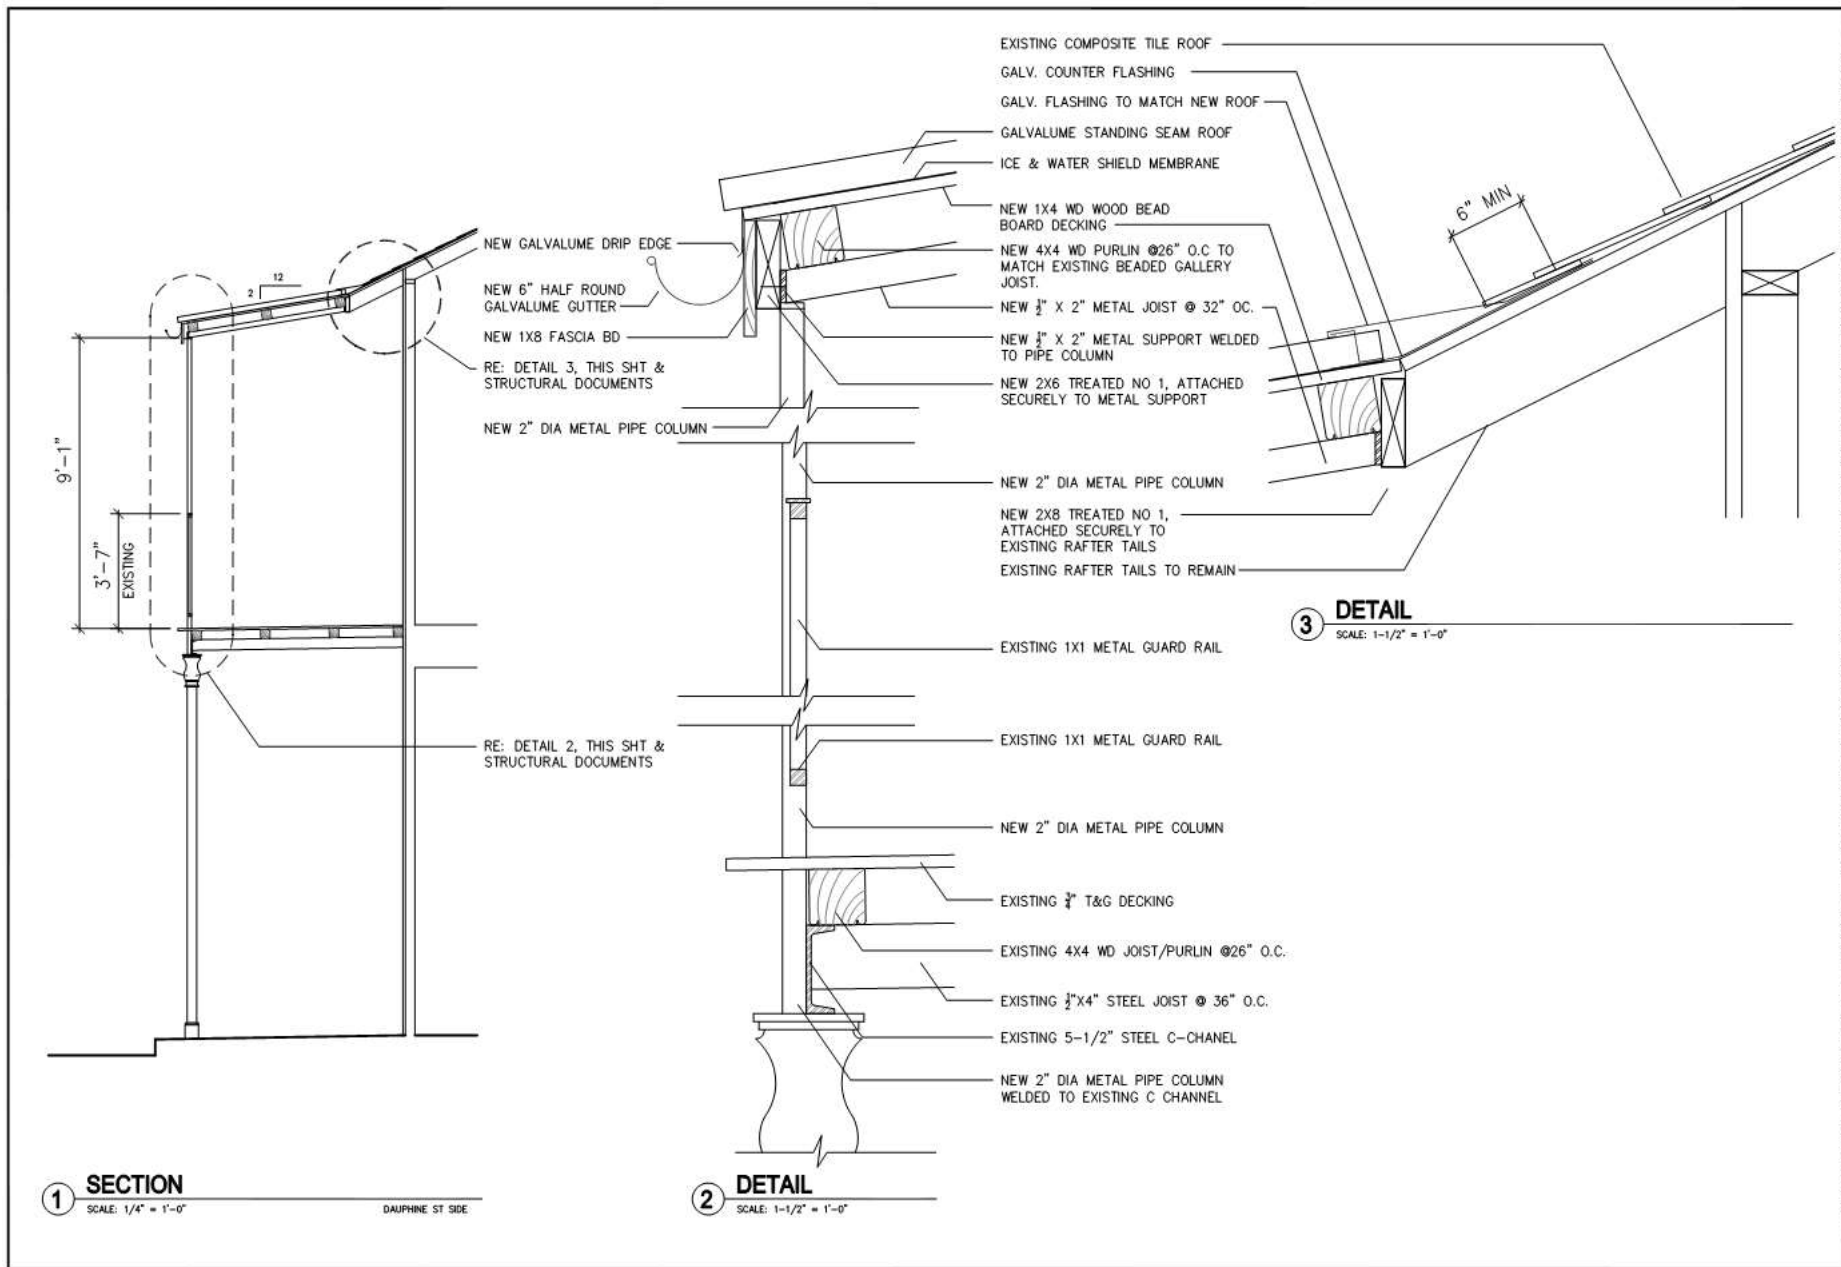 12
2
9'-1"
3'-7"
EXISTING
NEW GALVALUME DRIP EDGE
NEW 6" HALF ROUND
GALVALUME GUTTER
NEW 1X8 FASCIA BD
RE: DETAIL 3, THIS SHT &
STRUCTURAL DOCUMENTS
NEW 2" DIA METAL PIPE COLUMN
RE: DETAIL 2, THIS SHT &
STRUCTURAL DOCUMENTS
1
SECTION
SCALE: 1/4" = 1'-0"
DAUPHINE ST SIDE
EXISTING COMPOSITE TILE ROOF
GALV. COUNTER FLASHING
GALV. FLASHING TO MATCH NEW ROOF
GALVALUME STANDING SEAM ROOF
ICE & WATER SHIELD MEMBRANE
NEW 1X4 WD WOOD BEAD
BOARD DECKING
NEW 4X4 WD PURLIN @26" O.C TO
MATCH EXISTING BEADED GALLERY
JOIST.
NEW ½" X 2" METAL JOIST @ 32" OC.
NEW ½" X 2" METAL SUPPORT WELDED
TO PIPE COLUMN
NEW 2X6 TREATED NO 1, ATTACHED
SECURELY TO METAL SUPPORT
NEW 2" DIA METAL PIPE COLUMN
NEW 2X8 TREATED NO 1,
ATTACHED SECURELY TO
EXISTING RAFTER TAILS
EXISTING RAFTER TAILS TO REMAIN
EXISTING 1X1 METAL GUARD RAIL
EXISTING 1X1 METAL GUARD RAIL
NEW 2" DIA METAL PIPE COLUMN
EXISTING ¾" T&G DECKING
EXISTING 4X4 WD JOIST/PURLIN @26" O.C.
EXISTING ½"X4" STEEL JOIST @ 36" O.C.
EXISTING 5-1/2" STEEL C-CHANEL
NEW 2" DIA METAL PIPE COLUMN
WELDED TO EXISTING C CHANNEL
2
DETAIL
SCALE: 1-1/2" = 1'-0"
6" MIN
3
DETAIL
SCALE: 1-1/2" = 1'-0"